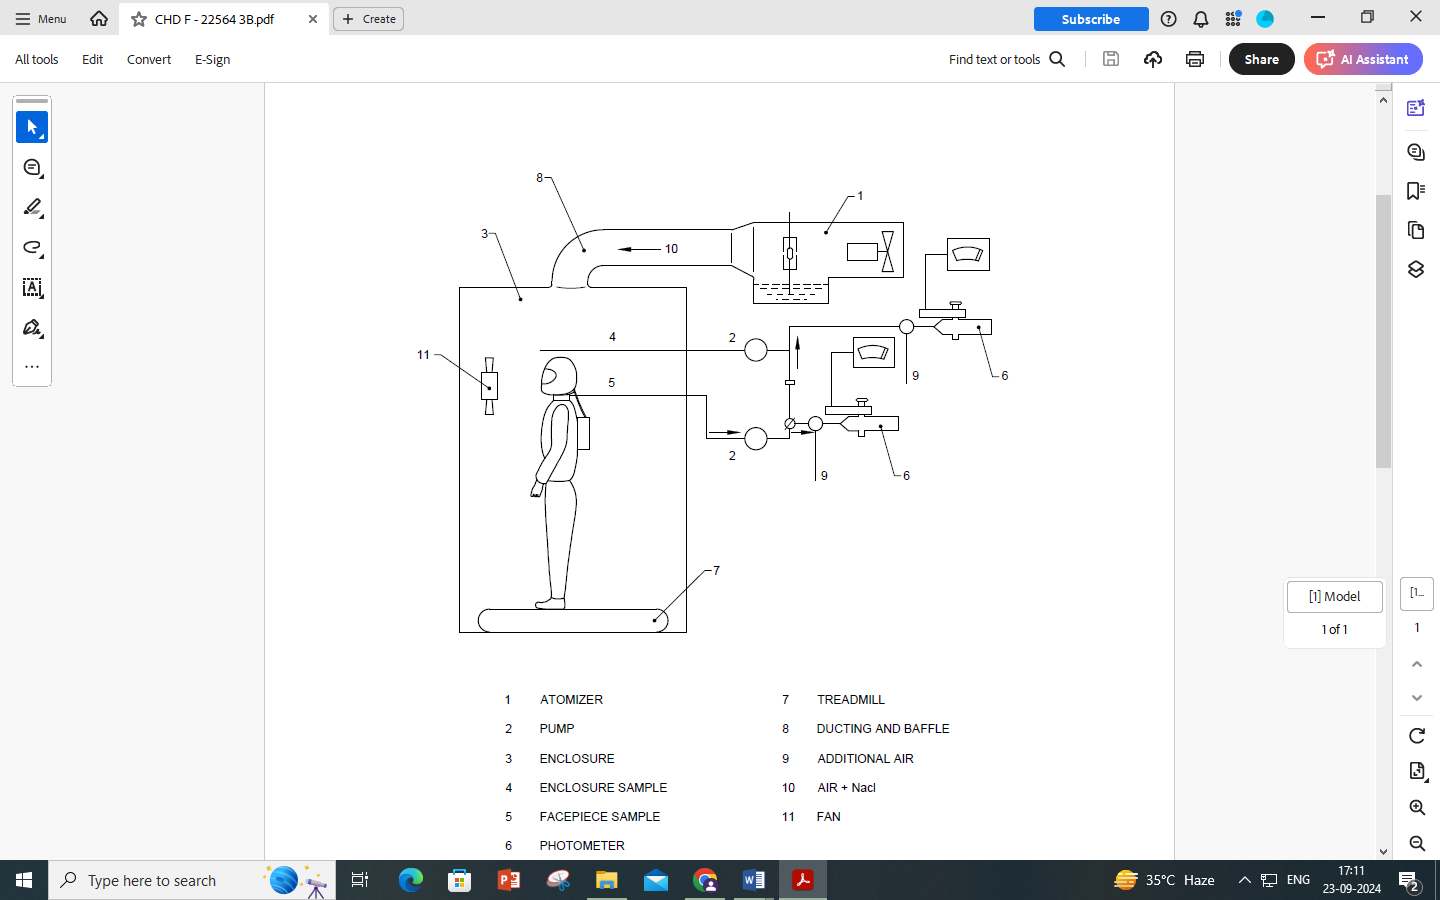 Menu
CHD F - 22564 3B.pdf
Create
Subscribe
All tools
Edit
Convert
E-Sign
Find text or tools
Share
AI Assistant
8
1
3
10
4
2
11
5
9
6
2
9
6
7
1 ATOMIZER
2 PUMP
3 ENCLOSURE
4 ENCLOSURE SAMPLE
5 FACEPIECE SAMPLE
6 PHOTOMETER
7 TREADMILL
8 DUCTING AND BAFFLE
9 ADDITIONAL AIR
10 AIR + Nacl
11 FAN
[1] Model
1 of 1
[1...
1
Type here to search
35°C Haze
ENG
17:11
23-09-2024
2